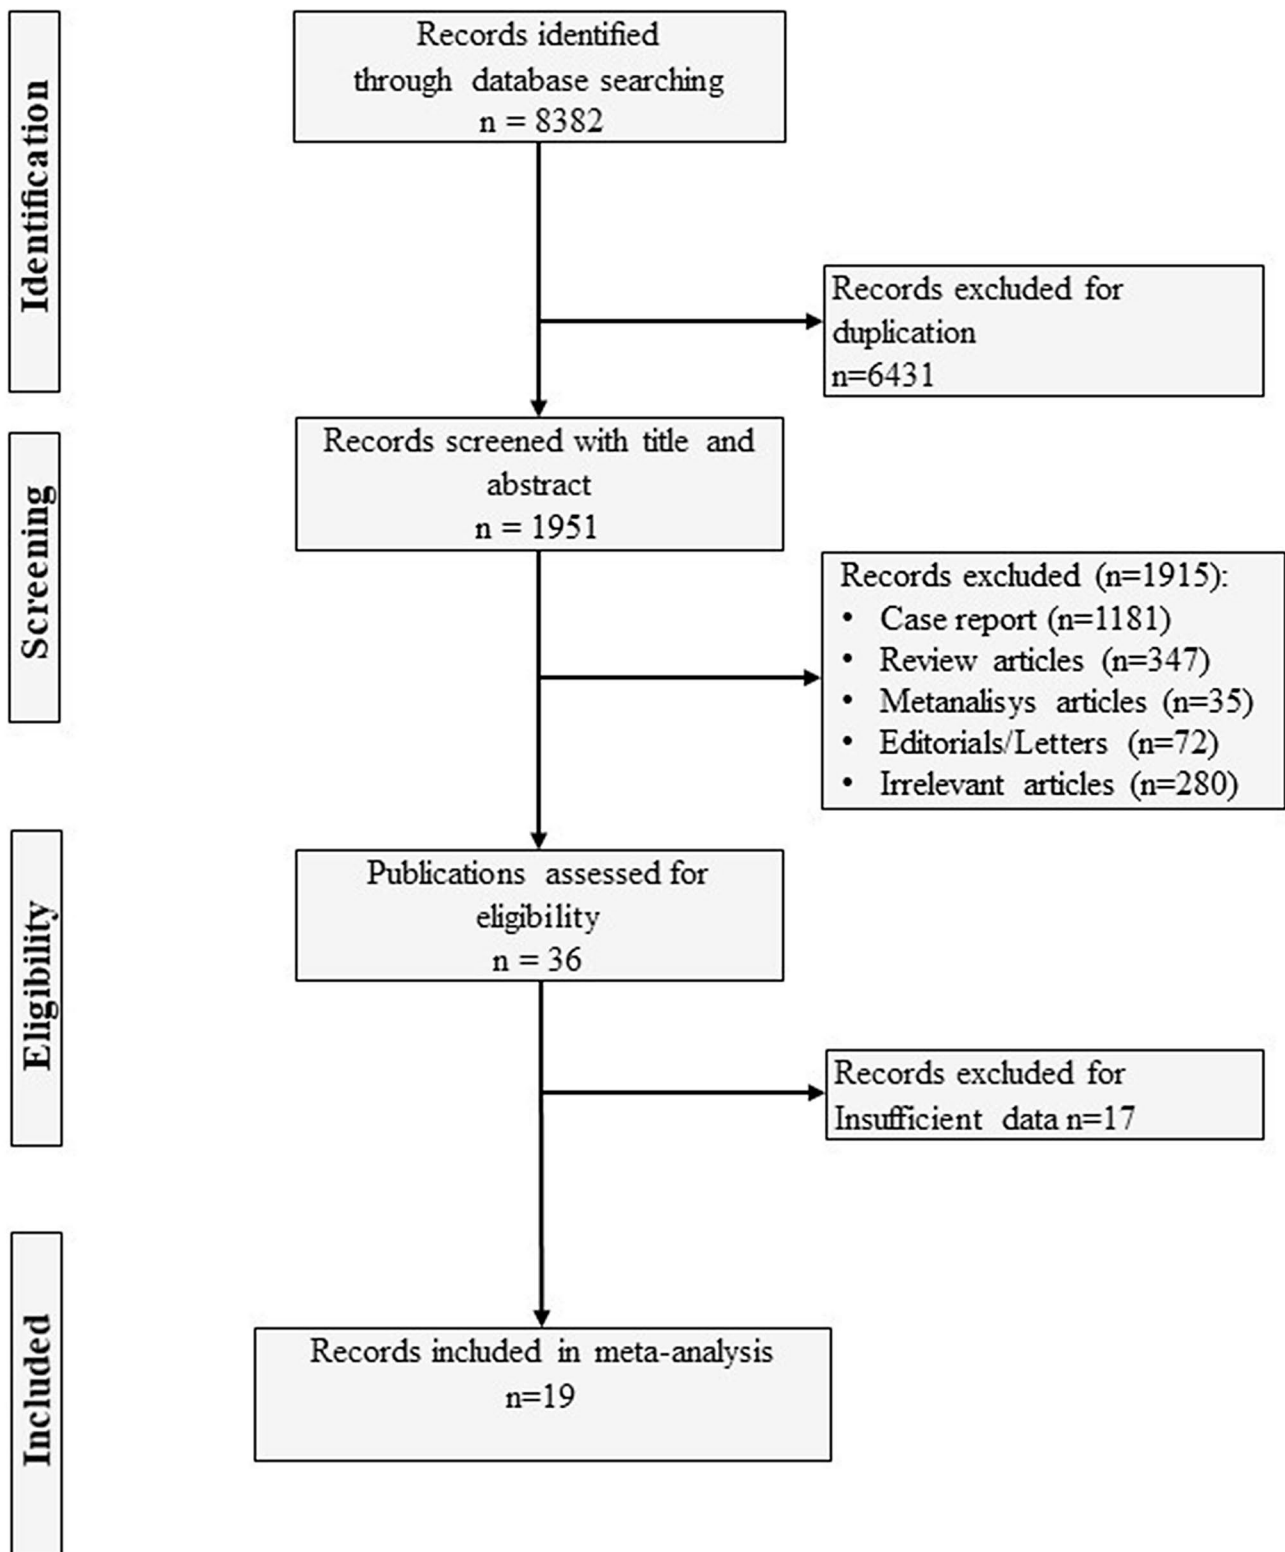 Identification
Records identified
through database searching
n = 8382
Records excluded for
duplication
n=6431
Screening
Records screened with title and
abstract
n = 1951
Records excluded (n=1915):
• Case report (n=1181)
• Review articles (n=347)
• Metanalisys articles (n=35)
• Editorials/Letters (n=72)
• Irrelevant articles (n=280)
Eligibility
Publications assessed for
eligibility
n = 36
Records excluded for
Insufficient data n=17
Included
Records included in meta-analysis
n=19